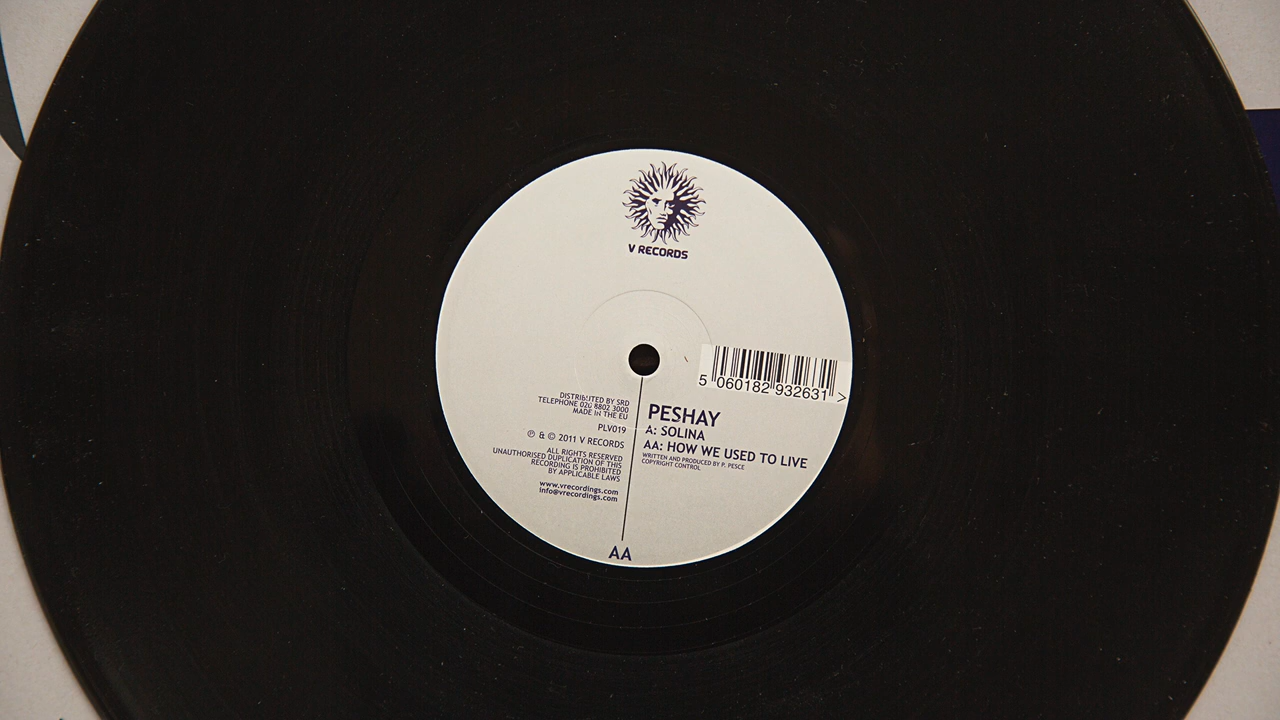 V RECORDS
5 060182 932631 >
DISTRIBUTED BY SRD
TELEPHONE 020 8802 3000
MADE IN THE EU
PLV019
℗ & © 2011 V RECORDS
ALL RIGHTS RESERVED
UNAUTHORISED DUPLICATION OF THIS
RECORDING IS PROHIBITED
BY APPLICABLE LAWS
www.vrecordings.com
info@vrecordings.com
PESHAY
A: SOLINA
AA: HOW WE USED TO LIVE
WRITTEN AND PRODUCED BY P. PESCE
COPYRIGHT CONTROL
AA